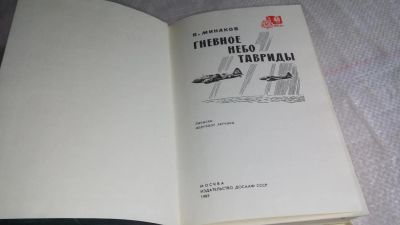 В. МИНАКОВ
ГНЕВНОЕ
НЕБО
ТАВРИДЫ
МОСКВА
ИЗДАТЕЛЬСТВО ДОСААФ СССР